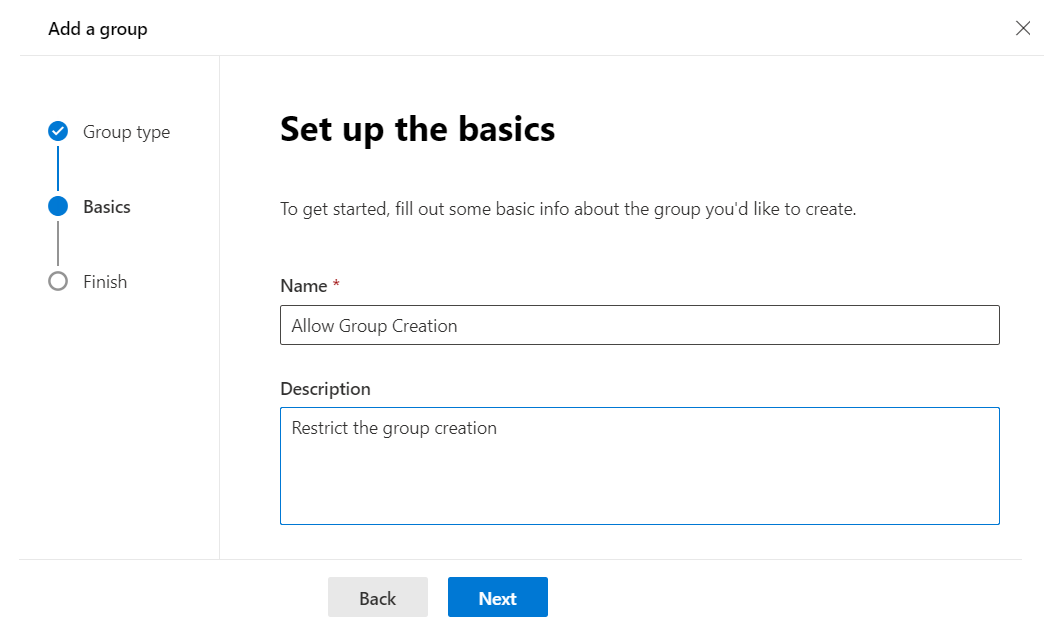 Add a group
Group type
Basics
Finish
Set up the basics
To get started, fill out some basic info about the group you'd like to create.
Name *
Allow Group Creation
Description
Restrict the group creation
Back
Next